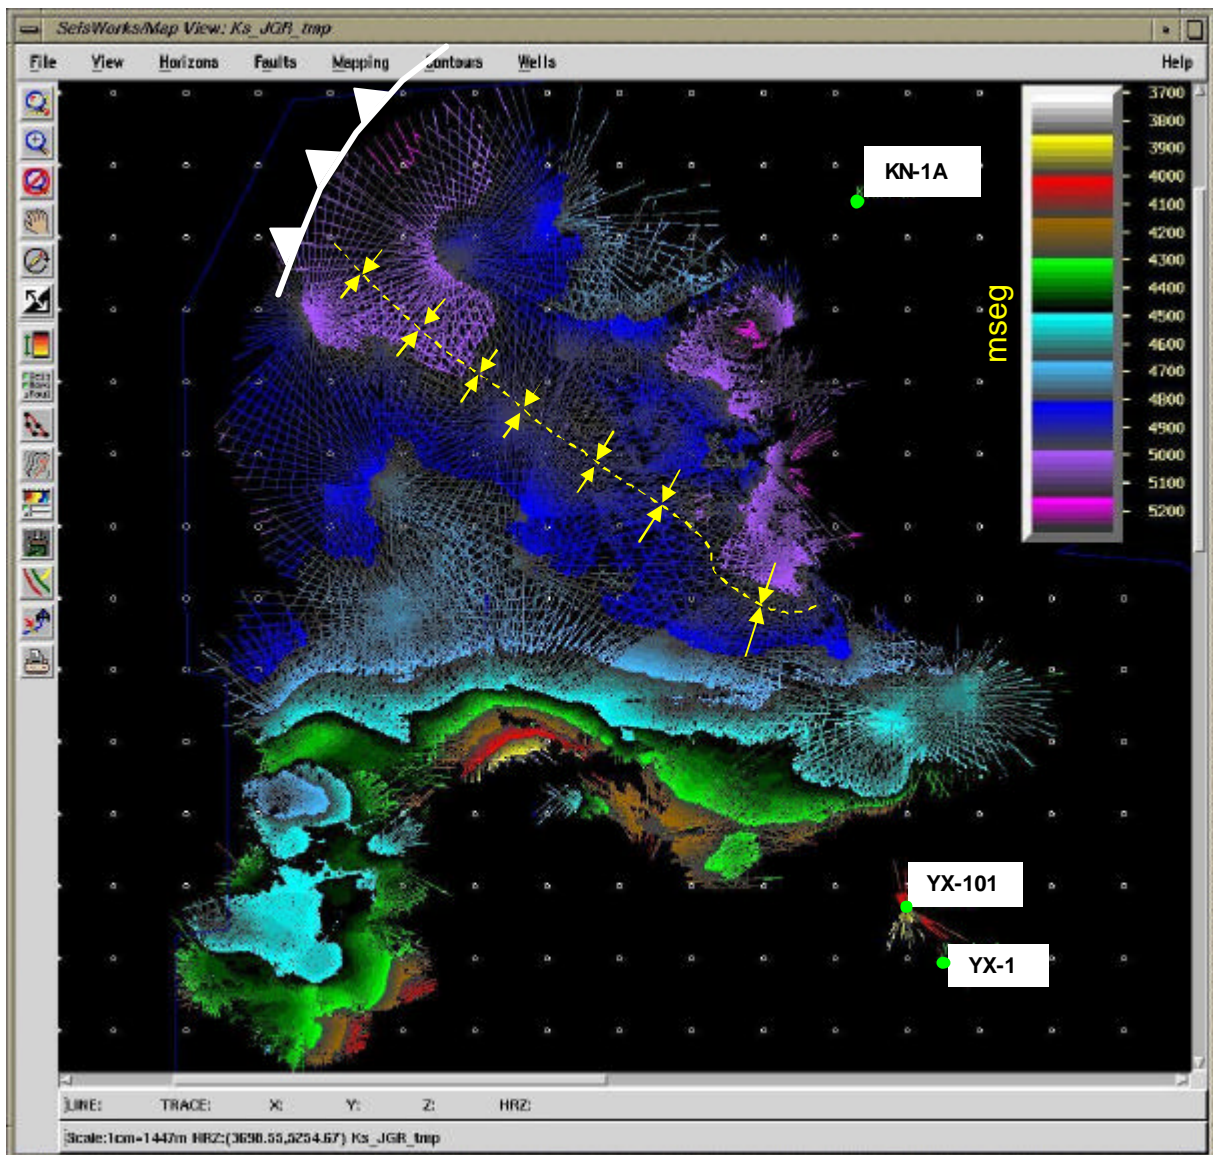 SeisWorks/Map View: Ks_JGR_tmp
File View Horizons Faults Mapping Contours Wells Help
3700
3800
3900
4000
4100
4200
4300
4400
4500
4600
4700
4800
4900
5000
5100
5200
mseg
KN-1A
YX-101
YX-1
LINE: TRACE: X: Y: Z: HRZ:
Scale:1cm=1447m HRZ:(3698.55,5254.67) Ks_JGR_tmp